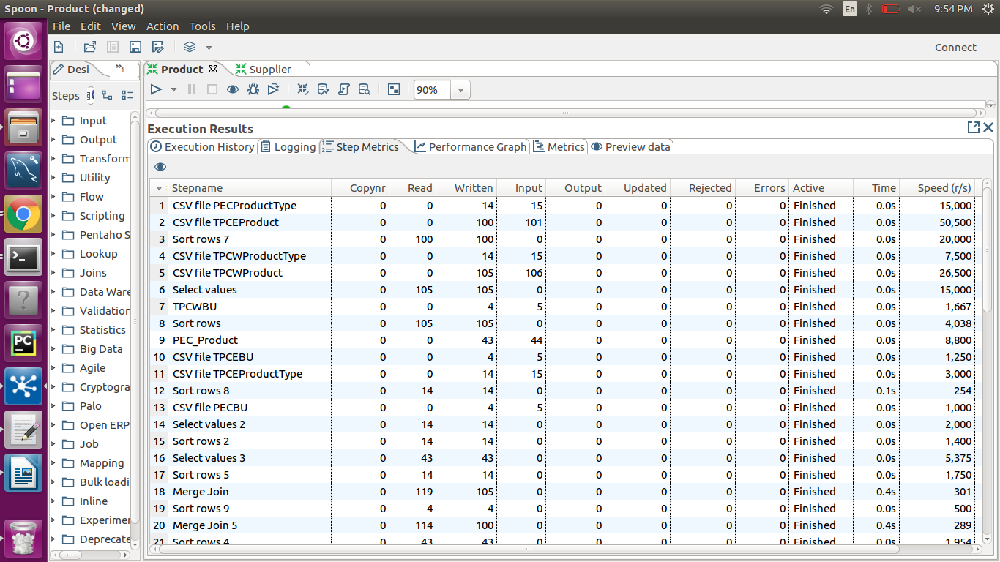 Spoon - Product (changed)
En
9:54 PM
File Edit View Action Tools Help
Connect
Desi
»1
Product
Supplier
Steps
90%
Input
Output
Transform
Utility
Flow
Scripting
Pentaho S
Lookup
Joins
Data Ware
Validation
Statistics
Big Data
Agile
Cryptogra
Palo
Open ERP
Job
Mapping
Bulk loadi
Inline
Experimen
Deprecate
Execution Results
Execution History Logging Step Metrics Performance Graph Metrics Preview data
Stepname Copynr Read Written Input Output Updated Rejected Errors Active Time Speed (r/s)
1 CSV file PECProductType 0 0 14 15 0 0 0 0 Finished 0.0s 15,000
2 CSV file TPCEProduct 0 0 100 101 0 0 0 0 Finished 0.0s 50,500
3 Sort rows 7 0 100 100 0 0 0 0 0 Finished 0.0s 20,000
4 CSV file TPCWProductType 0 0 14 15 0 0 0 0 Finished 0.0s 7,500
5 CSV file TPCWProduct 0 0 105 106 0 0 0 0 Finished 0.0s 26,500
6 Select values 0 105 105 0 0 0 0 0 Finished 0.0s 15,000
7 TPCWBU 0 0 4 5 0 0 0 0 Finished 0.0s 1,667
8 Sort rows 0 105 105 0 0 0 0 0 Finished 0.0s 4,038
9 PEC_Product 0 0 43 44 0 0 0 0 Finished 0.0s 8,800
10 CSV file TPCEBU 0 0 4 5 0 0 0 0 Finished 0.0s 1,250
11 CSV file TPCEProductType 0 0 14 15 0 0 0 0 Finished 0.0s 3,000
12 Sort rows 8 0 14 14 0 0 0 0 0 Finished 0.1s 254
13 CSV file PECBU 0 0 4 5 0 0 0 0 Finished 0.0s 1,000
14 Select values 2 0 14 14 0 0 0 0 0 Finished 0.0s 2,000
15 Sort rows 2 0 14 14 0 0 0 0 0 Finished 0.0s 1,400
16 Select values 3 0 43 43 0 0 0 0 0 Finished 0.0s 5,375
17 Sort rows 5 0 14 14 0 0 0 0 0 Finished 0.0s 1,750
18 Merge Join 0 119 105 0 0 0 0 0 Finished 0.4s 301
19 Sort rows 9 0 4 4 0 0 0 0 0 Finished 0.0s 500
20 Merge Join 5 0 114 100 0 0 0 0 0 Finished 0.4s 289
21 Sort rows 4 0 43 43 0 0 0 0 0 Finished 0.0s 1,954
PC